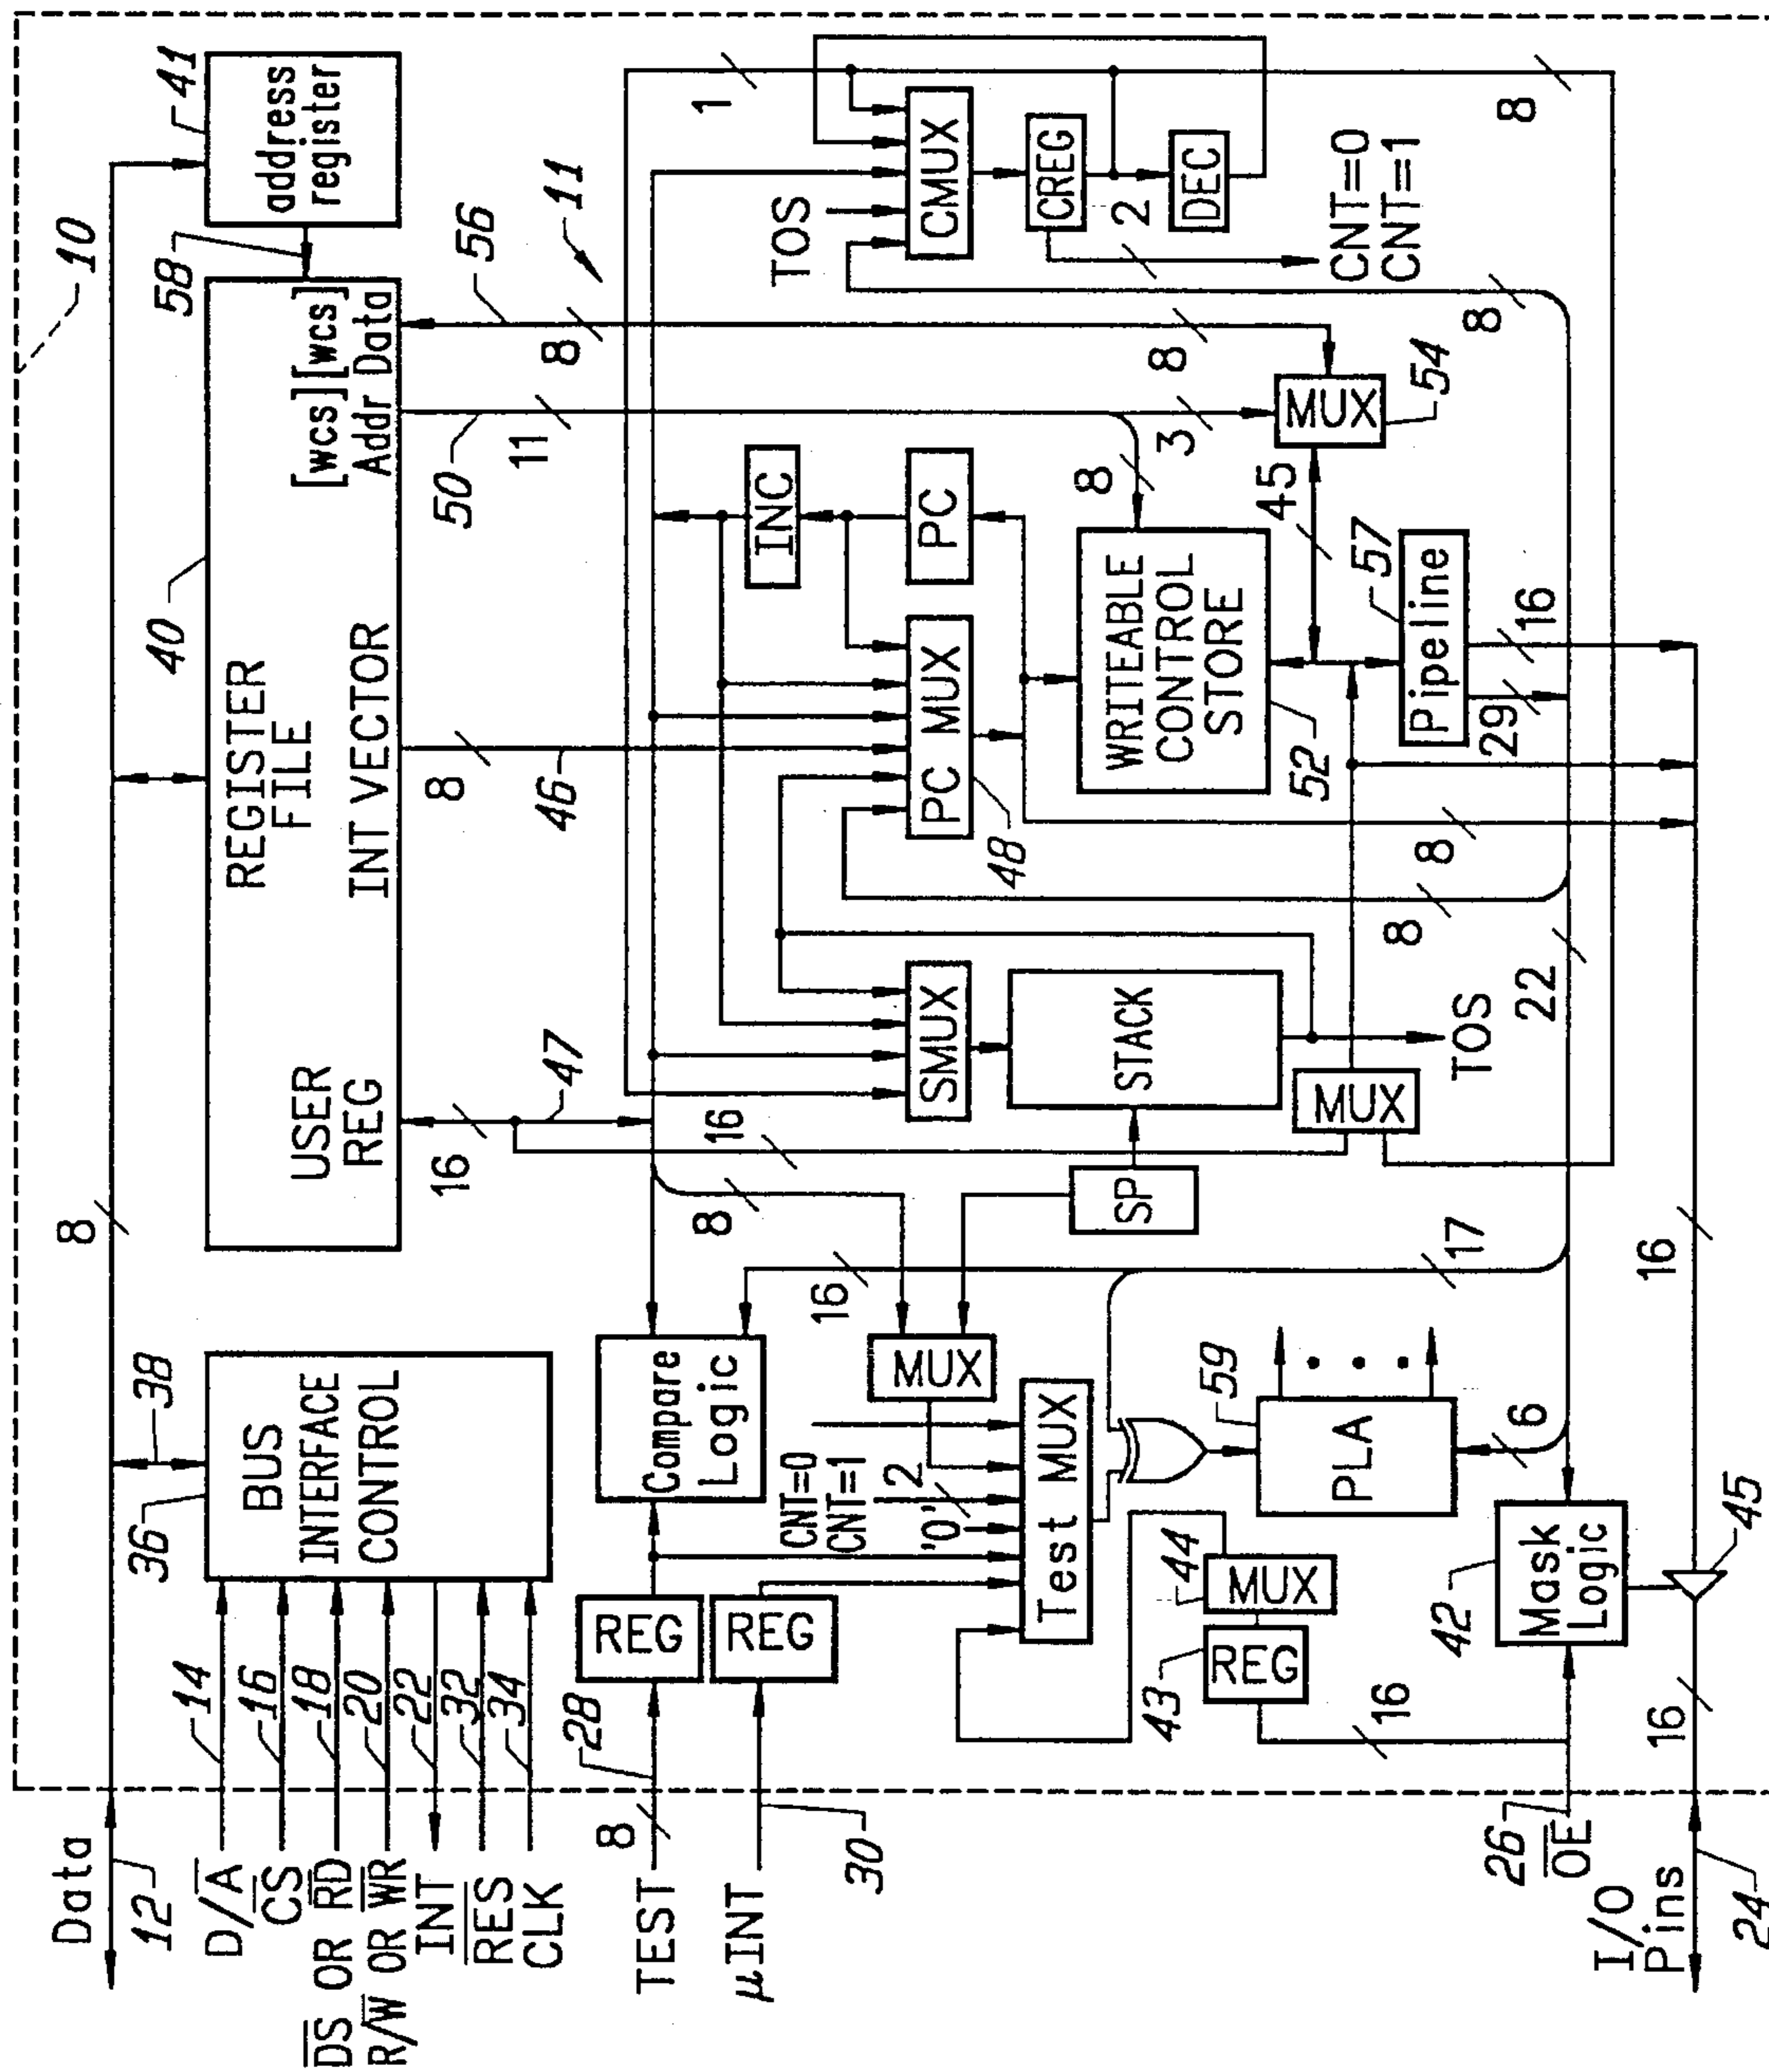 Data
12
D/A
CS
DS OR RD
R/W OR WR
INT
RES
CLK
14
16
18
20
22
32
34
36
38
BUS
INTERFACE
CONTROL
8
10
40
REGISTER
FILE
USER
REG
INT VECTOR
[wcs][wcs]
Addr Data
58
41
address
register
16
47
8
46
50
11
8
56
11
1
TEST
8
28
REG
μINT
30
REG
Compare
Logic
16
8
16
CNT=0
CNT=1
'0'
2
MUX
Test MUX
SMUX
STACK
SP
TOS
MUX
PC MUX
48
INC
PC
8
WRITEABLE
CONTROL
STORE
52
3
8
MUX
54
45
Pipeline
57
29
16
8
8
TOS
CMUX
CREG
2
DEC
CNT=0
CNT=1
8
8
43
REG
44
MUX
16
59
PLA
6
17
22
26
OE
42
Mask
Logic
45
16
16
I/O
Pins
24